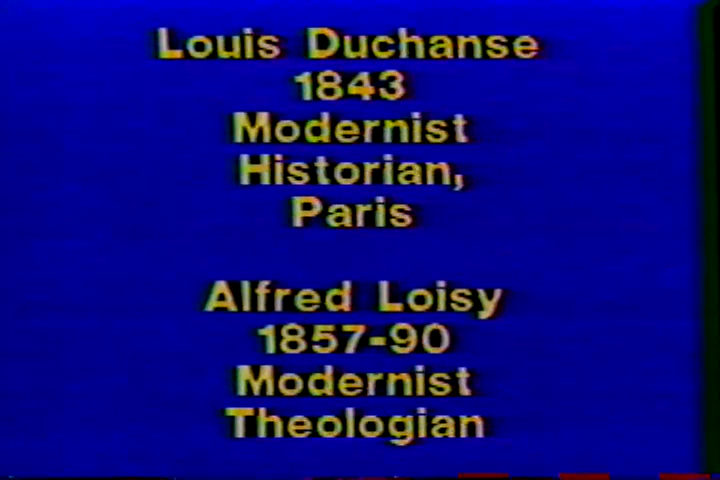 Louis Duchanse
1843
Modernist
Historian,
Paris
Alfred Loisy
1857-90
Modernist
Theologian